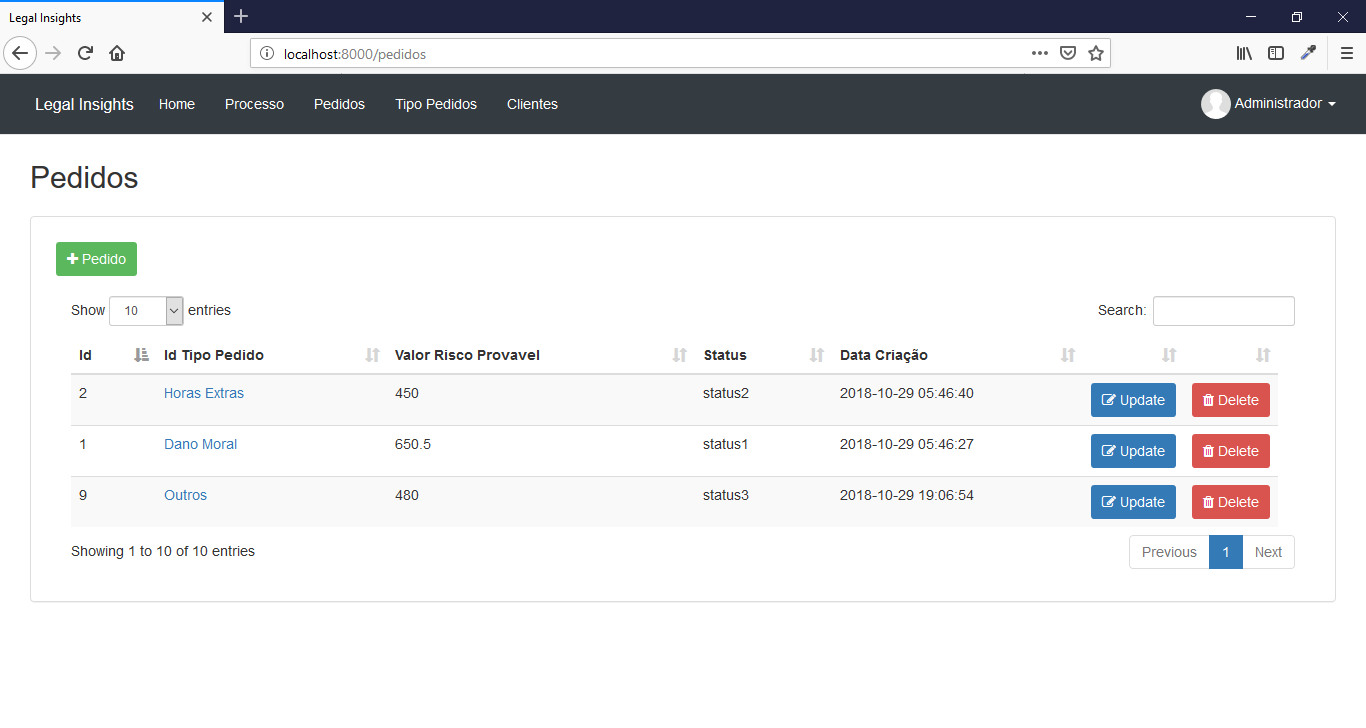 Legal Insights
localhost:8000/pedidos
Legal Insights Home Processo Pedidos Tipo Pedidos Clientes Administrador
Pedidos
Pedido
Show 10 entries Search:
Id Id Tipo Pedido Valor Risco Provavel Status Data Criação
2 Horas Extras 450 status2 2018-10-29 05:46:40 Update Delete
1 Dano Moral 650.5 status1 2018-10-29 05:46:27 Update Delete
9 Outros 480 status3 2018-10-29 19:06:54 Update Delete
Showing 1 to 10 of 10 entries Previous 1 Next